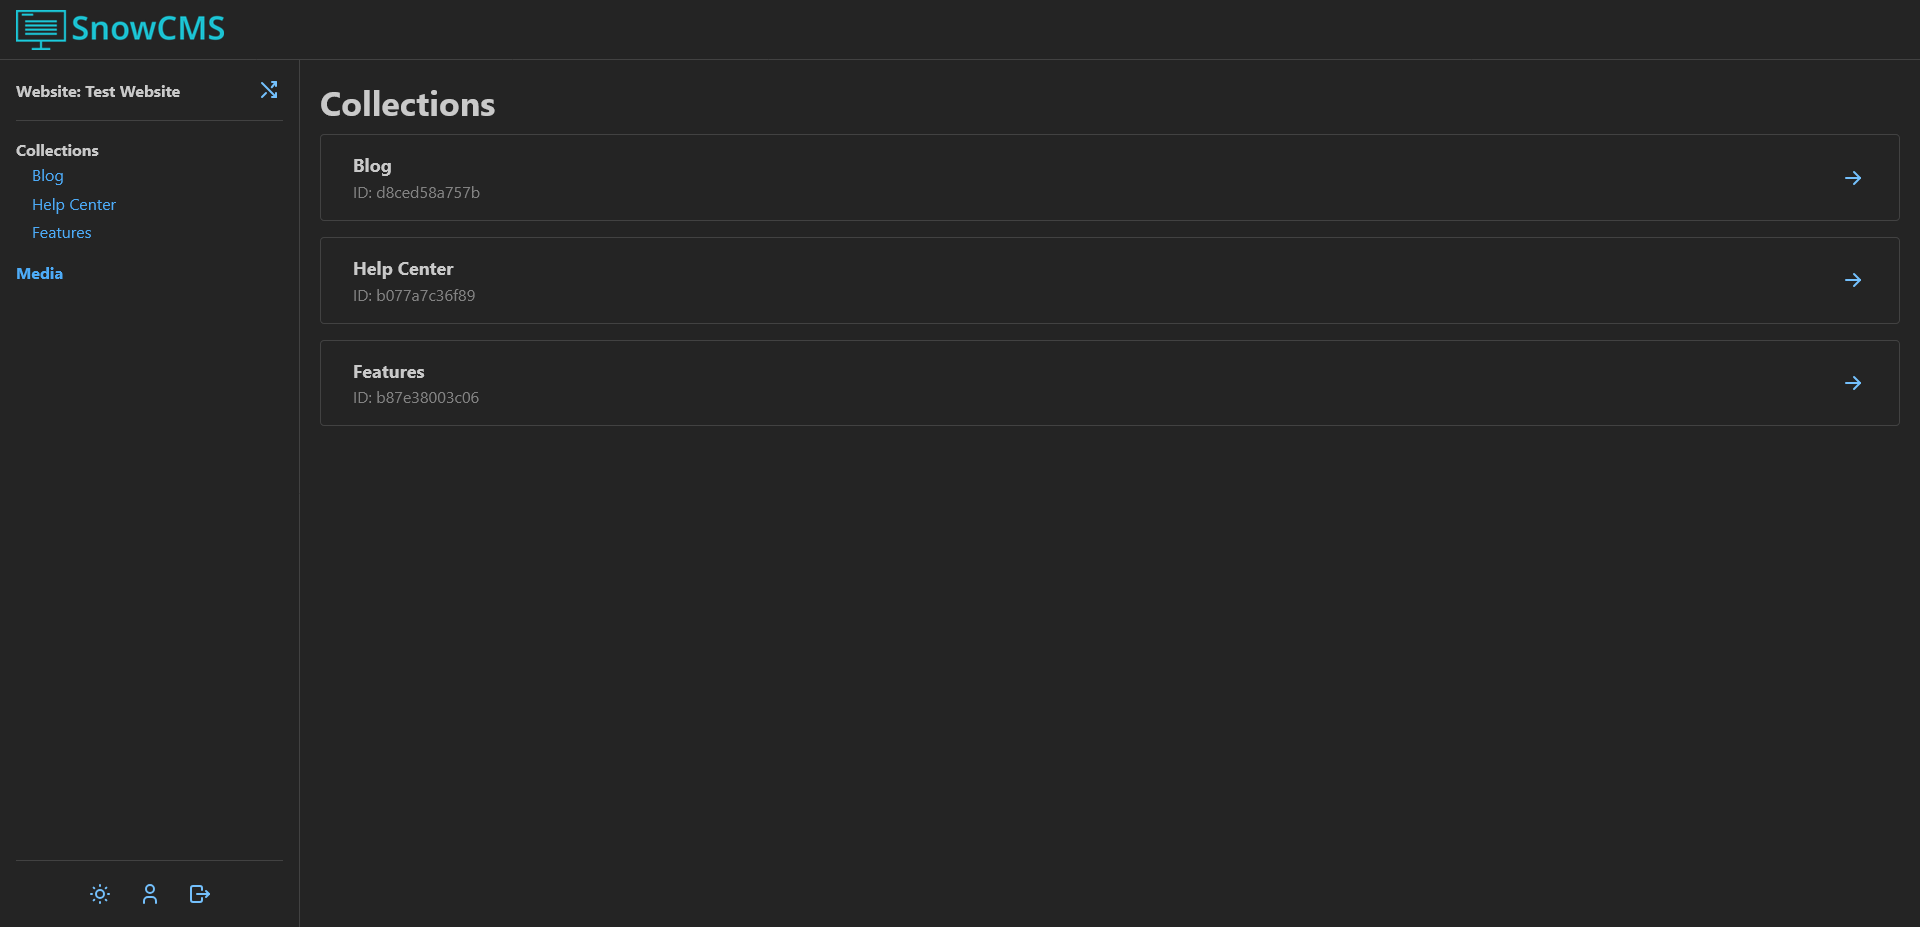 SnowCMS
Website: Test Website
Collections
Blog
Help Center
Features
Media
Collections
Blog
ID: d8ced58a757b
Help Center
ID: b077a7c36f89
Features
ID: b87e38003c06